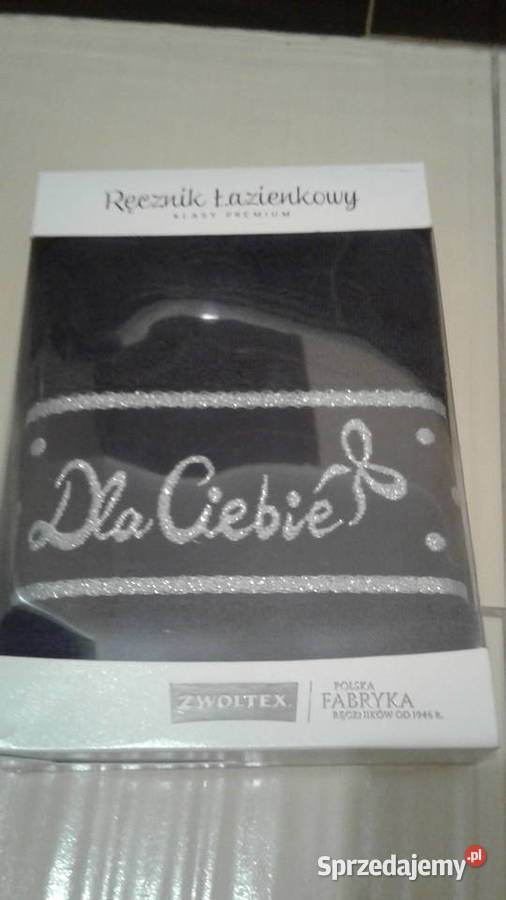 Ręcznik Łazienkowy
KLASY PREMIUM
Dla Ciebie
ZWOLTEX
POLSKA
FABRYKA
RĘCZNIKÓW OD 1946 R.
Sprzedajemy.pl